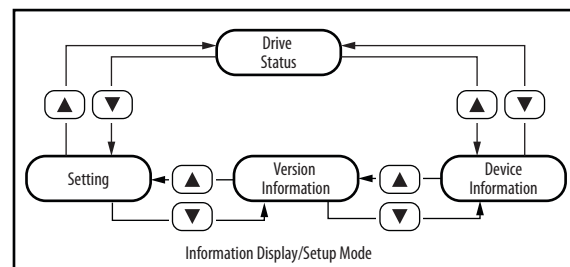 Drive
Status
▲
▼
▲
▼
Setting
▲
▼
Version
Information
▲
▼
Device
Information
Information Display/Setup Mode